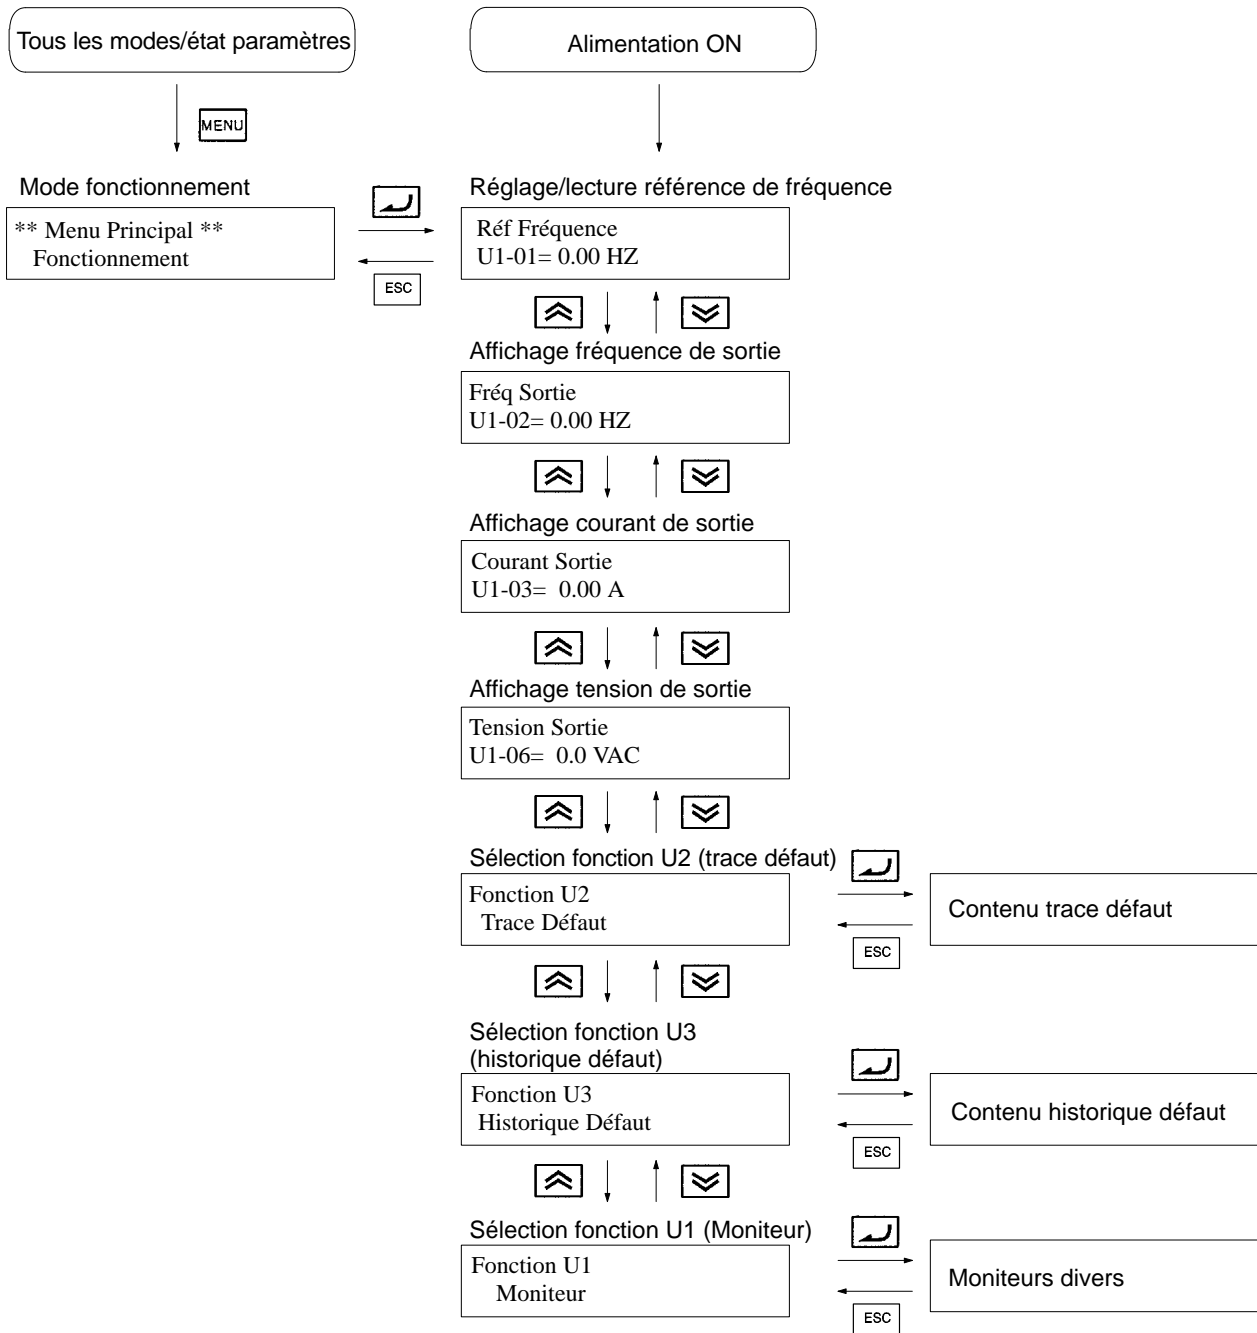 Tous les modes/état paramètres
Alimentation ON
MENU
Mode fonctionnement
Réglage/lecture référence de fréquence
** Menu Principal **
Fonctionnement
Réf Fréquence
U1-01= 0.00 HZ
ESC
Affichage fréquence de sortie
Fréq Sortie
U1-02= 0.00 HZ
Affichage courant de sortie
Courant Sortie
U1-03= 0.00 A
Affichage tension de sortie
Tension Sortie
U1-06= 0.0 VAC
Sélection fonction U2 (trace défaut)
Fonction U2
Trace Défaut
Contenu trace défaut
ESC
Sélection fonction U3
(historique défaut)
Fonction U3
Historique Défaut
Contenu historique défaut
ESC
Sélection fonction U1 (Moniteur)
Fonction U1
Moniteur
Moniteurs divers
ESC